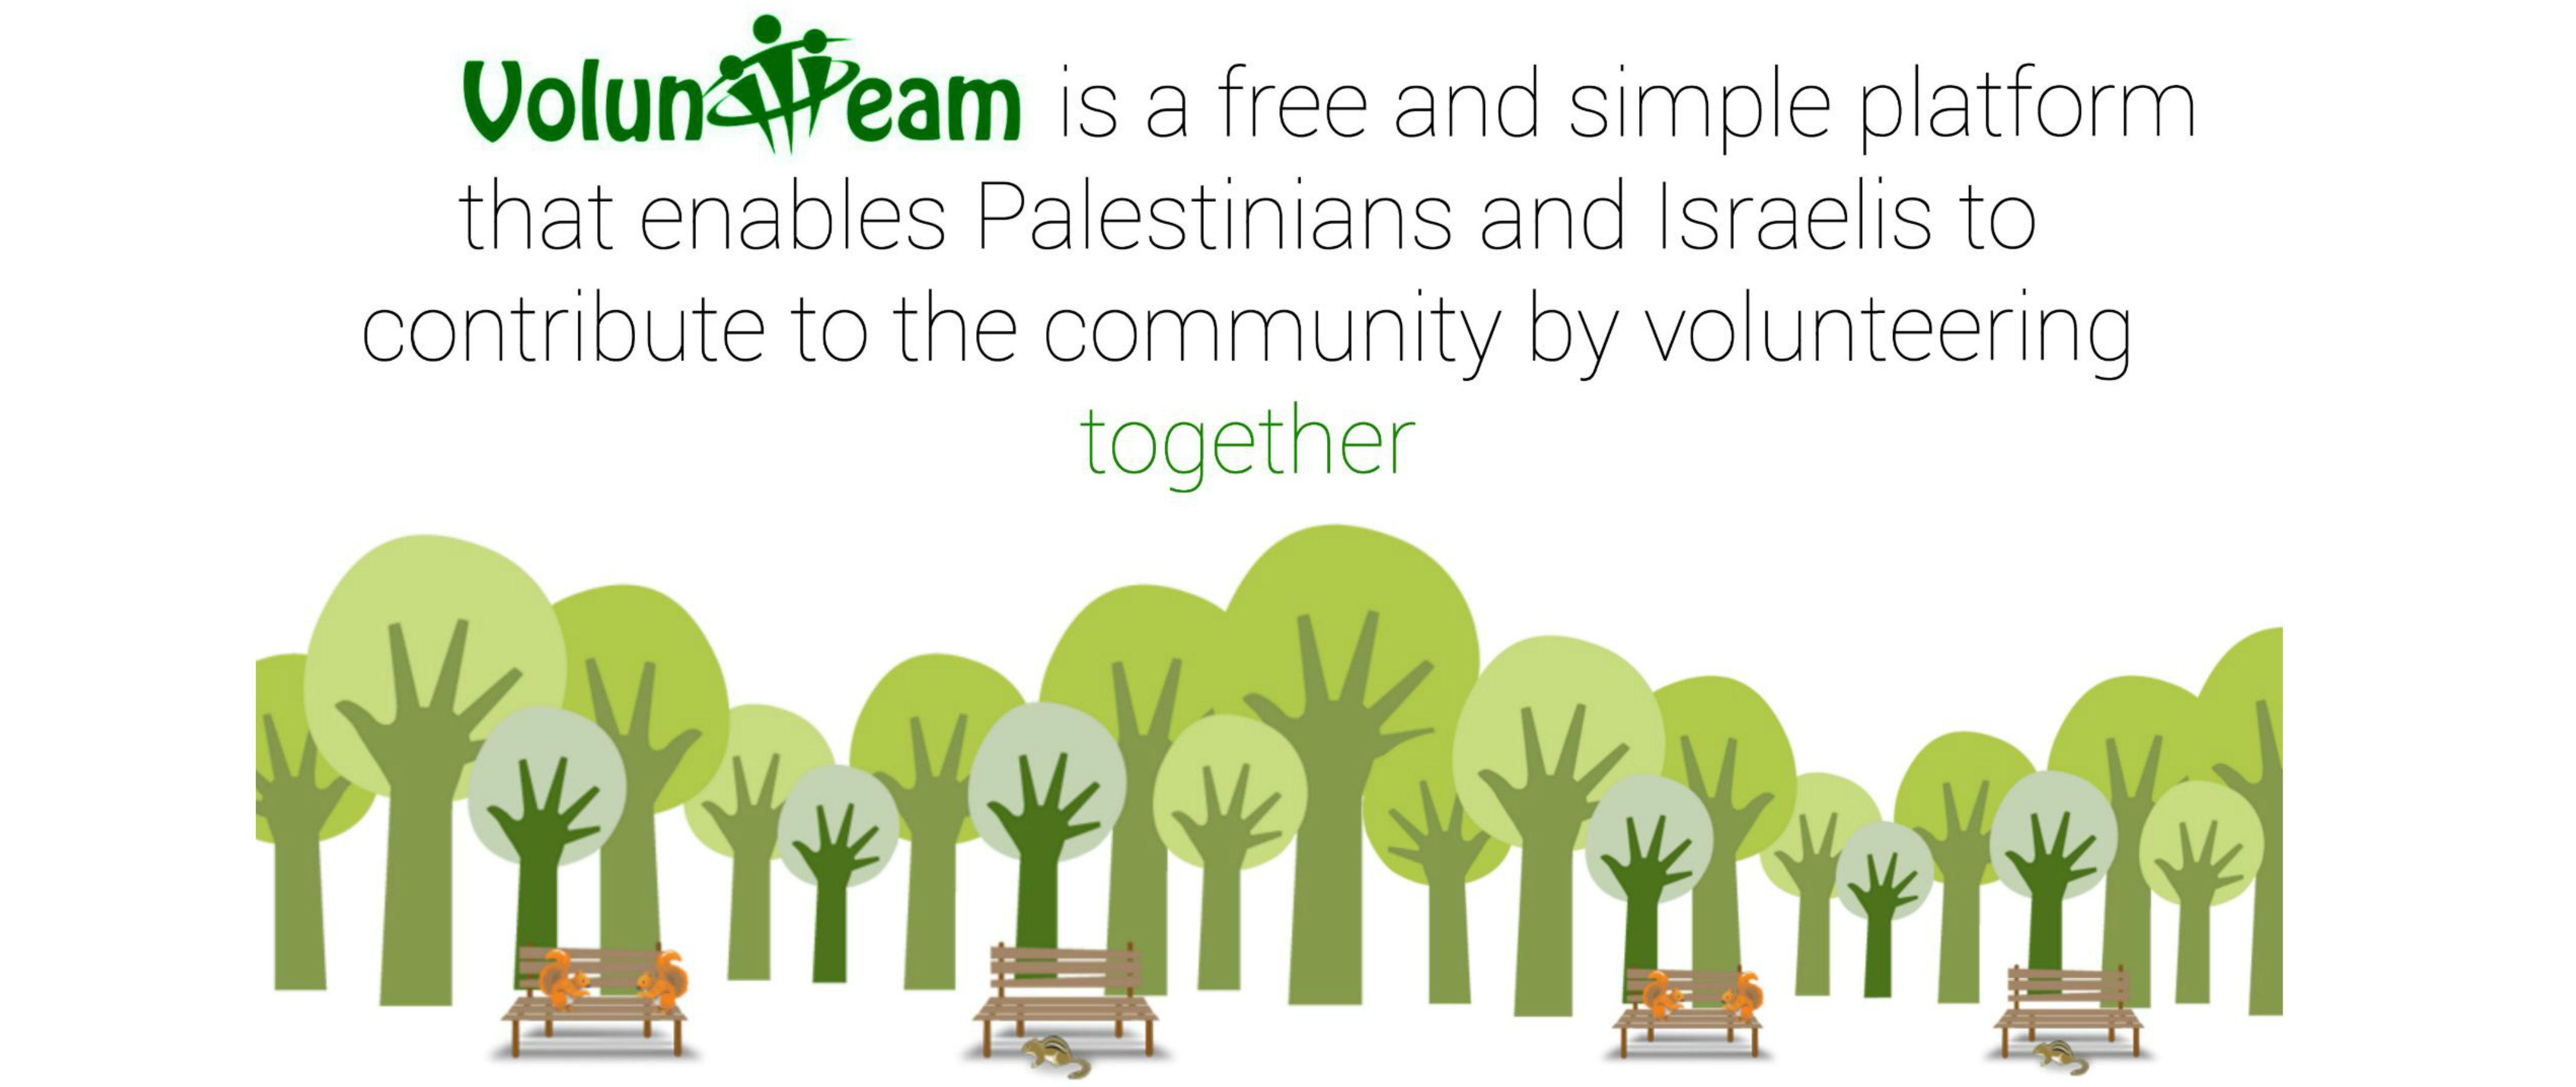 VolunTeam is a free and simple platform
that enables Palestinians and Israelis to
contribute to the community by volunteering
together